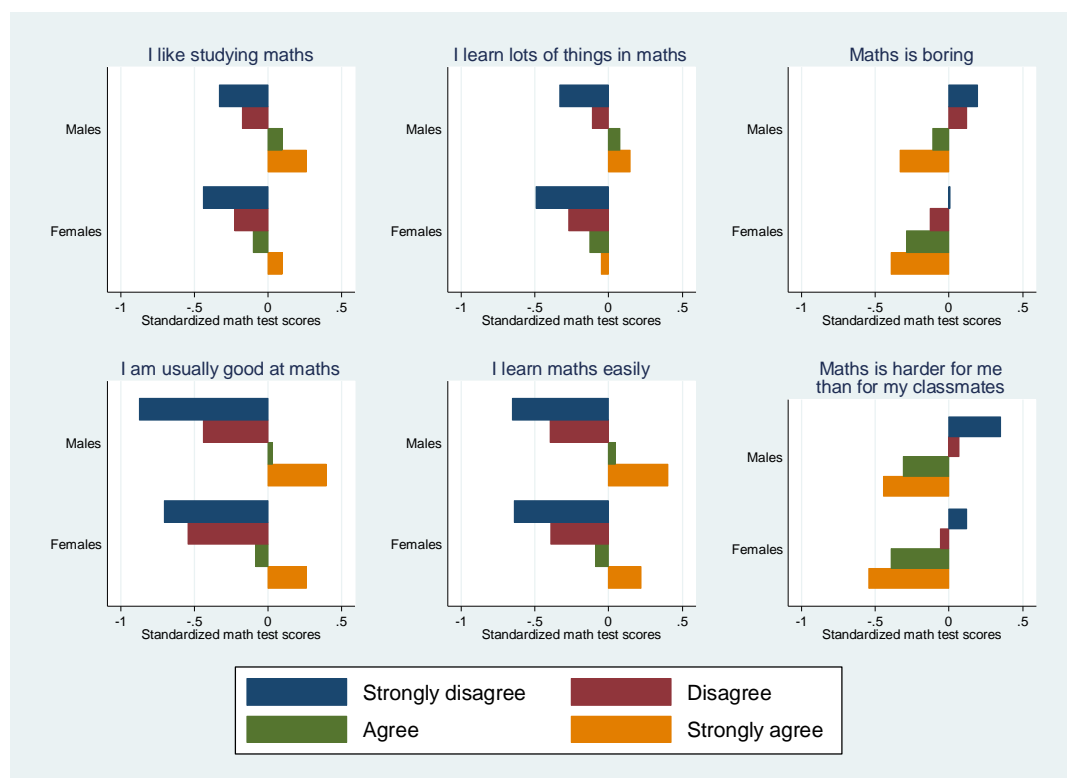 I like studying maths
Males
Females
-1 -.5 0 .5
Standardized math test scores
I learn lots of things in maths
Males
Females
-1 -.5 0 .5
Standardized math test scores
Maths is boring
Males
Females
-1 -.5 0 .5
Standardized math test scores
I am usually good at maths
Males
Females
-1 -.5 0 .5
Standardized math test scores
I learn maths easily
Males
Females
-1 -.5 0 .5
Standardized math test scores
Maths is harder for me
than for my classmates
Males
Females
-1 -.5 0 .5
Standardized math test scores
Strongly disagree Disagree
Agree Strongly agree